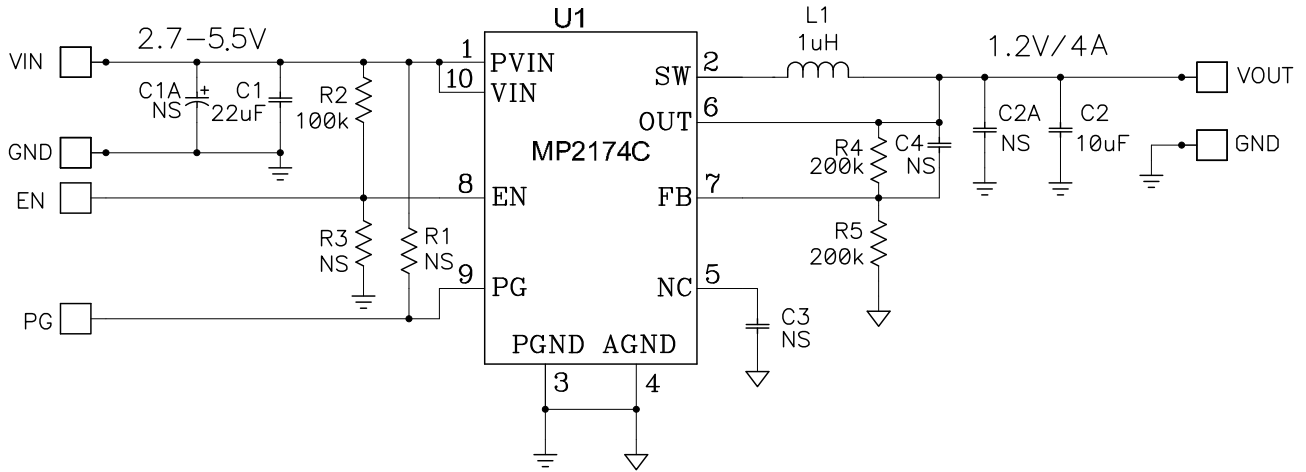 U1
L1
1uH
2.7-5.5V
1.2V/4A
VIN
1
PVIN
10
VIN
SW
2
VOUT
C1A
NS
+
C1
22uF
R2
100k
OUT
6
C2A
NS
C2
10uF
GND
GND
MP2174C
R4
200k
C4
NS
EN
8
EN
FB
7
R3
NS
R1
NS
R5
200k
9
PG
NC
5
PG
C3
NS
PGND
AGND
3
4